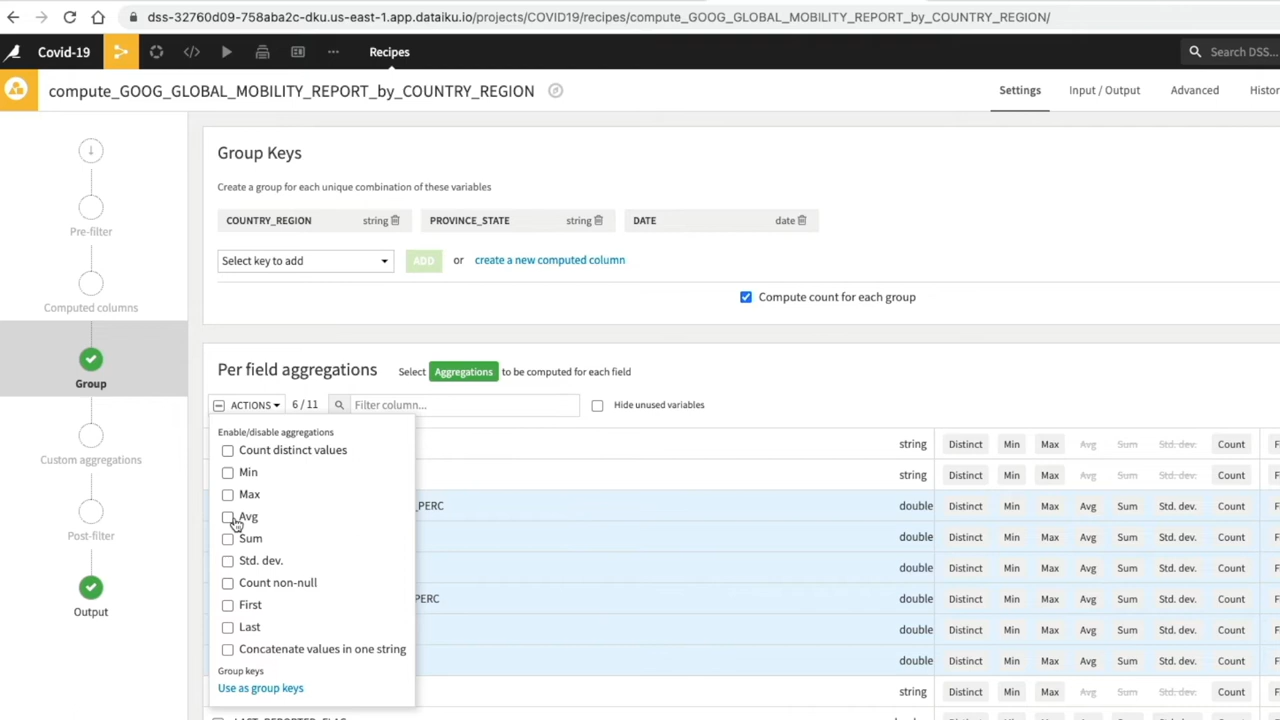 dss-32760d09-758aba2c-dku.us-east-1.app.dataiku.io/projects/COVID19/recipes/compute_GOOG_GLOBAL_MOBILITY_REPORT_by_COUNTRY_REGION/
Covid-19 Recipes Search DSS...
compute_GOOG_GLOBAL_MOBILITY_REPORT_by_COUNTRY_REGION Settings Input / Output Advanced Histor
Pre-filter
Computed columns
Group
Custom aggregations
Post-filter
Output
Group Keys
Create a group for each unique combination of these variables
COUNTRY_REGION string PROVINCE_STATE string DATE date
Select key to add ADD or create a new computed column
Compute count for each group
Per field aggregations Select Aggregations to be computed for each field
ACTIONS 6 / 11 Filter column... Hide unused variables
Enable/disable aggregations
Count distinct values
Min
Max
Avg
Sum
Std. dev.
Count non-null
First
Last
Concatenate values in one string
Group keys
Use as group keys
string Distinct Min Max Avg Sum Std. dev. Count F
string Distinct Min Max Avg Sum Std. dev. Count F
_PERC double Distinct Min Max Avg Sum Std. dev. Count F
double Distinct Min Max Avg Sum Std. dev. Count F
double Distinct Min Max Avg Sum Std. dev. Count F
PERC double Distinct Min Max Avg Sum Std. dev. Count F
double Distinct Min Max Avg Sum Std. dev. Count F
double Distinct Min Max Avg Sum Std. dev. Count F
string Distinct Min Max Avg Sum Std. dev. Count F